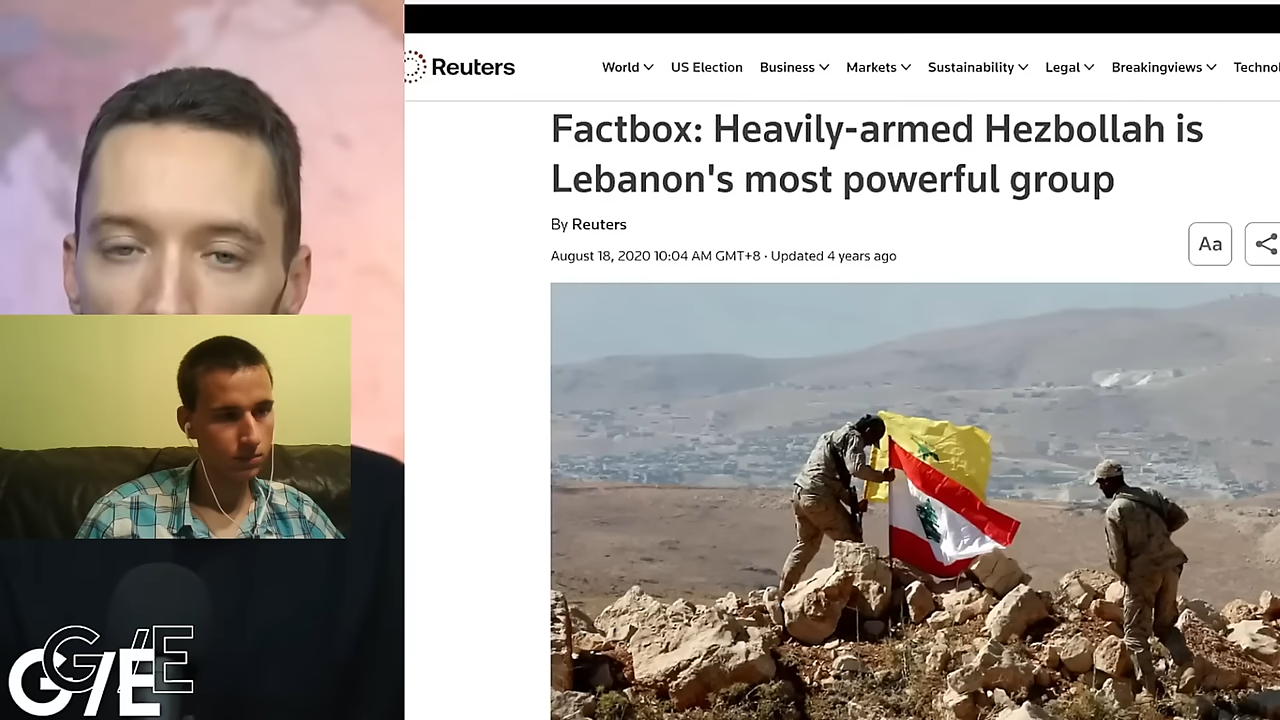 Reuters
World US Election Business Markets Sustainability Legal Breakingviews Technol
Factbox: Heavily-armed Hezbollah is
Lebanon's most powerful group
By Reuters
August 18, 2020 10:04 AM GMT+8 · Updated 4 years ago
Aa
G/E
G/E